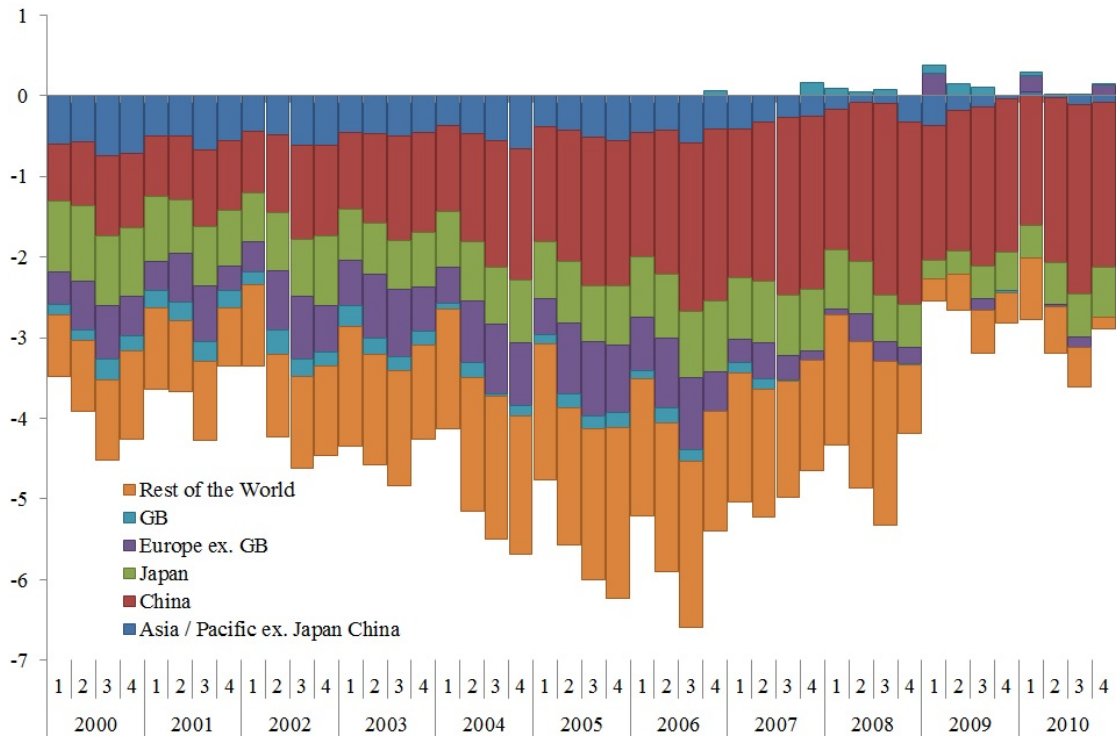 1
0
-1
-2
-3
-4
-5
-6
-7
Rest of the World
GB
Europe ex. GB
Japan
China
Asia / Pacific ex. Japan China
1 2 3 4 1 2 3 4 1 2 3 4 1 2 3 4 1 2 3 4 1 2 3 4 1 2 3 4 1 2 3 4 1 2 3 4 1 2 3 4 1 2 3 4
2000 2001 2002 2003 2004 2005 2006 2007 2008 2009 2010